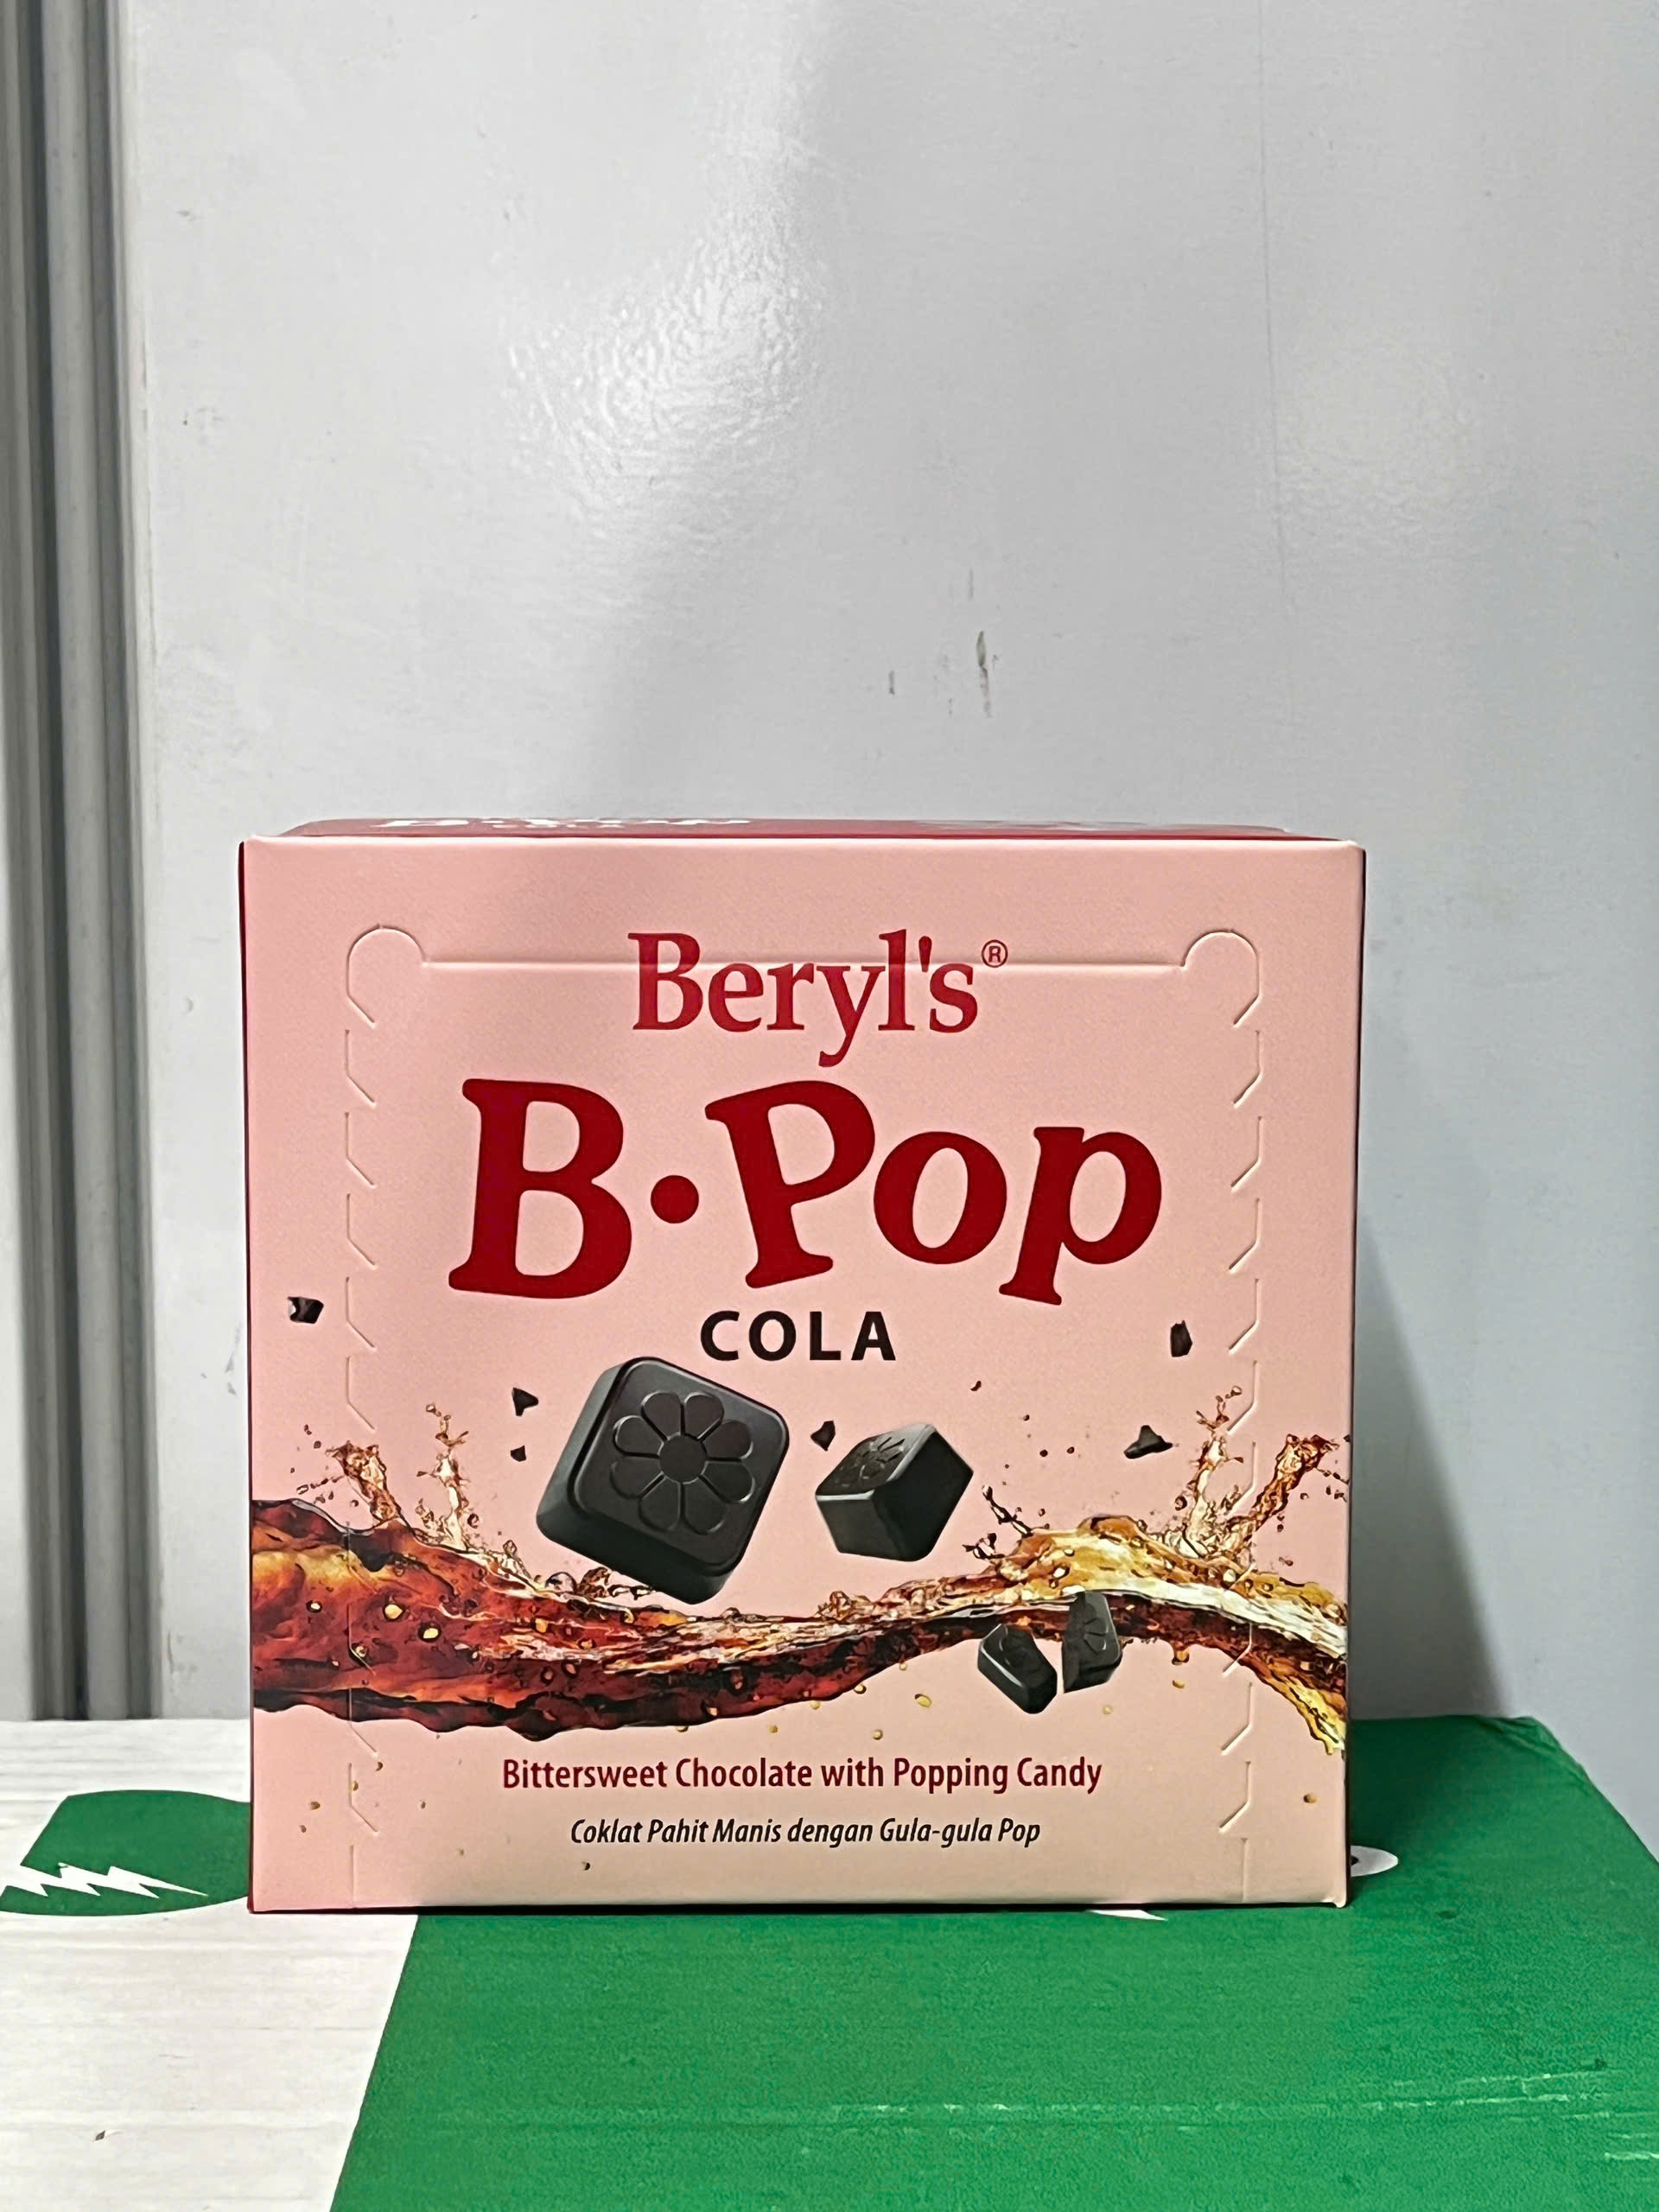 Beryl's®
B·Pop
COLA
Bittersweet Chocolate with Popping Candy
Coklat Pahit Manis dengan Gula-gula Pop